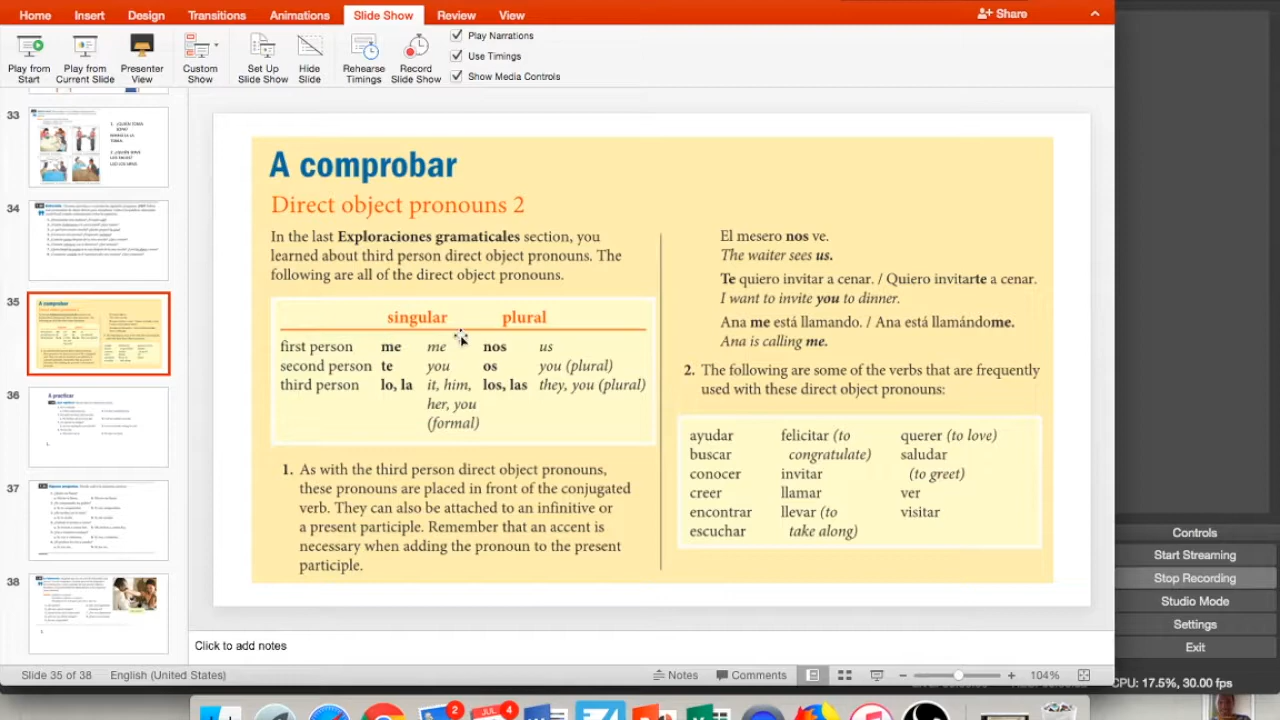 Home Insert Design Transitions Animations Slide Show Review View Share
Play from Start
Play from Current Slide
Presenter View
Custom Show
Set Up Slide Show
Hide Slide
Rehearse Timings
Record Slide Show
Play Narrations
Use Timings
Show Media Controls
33
34
35
36
37
38
A comprobar
Direct object pronouns
In the last Exploraciones gramaticales section, you
learned about third person direct object pronouns. The
following are all of the direct object pronouns.
singular plural
first person me me nos us
second person te you os you (plural)
third person lo, la it, him, los, las they, you (plural)
her, you
(formal)
1. As with the third person direct object pronouns,
these pronouns are placed in front of the conjugated
verb. They can also be attached to an infinitive or
a present participle. Remember, an accent is
necessary when adding the pronoun to the present
participle.
El mesero nos ve.
The waiter sees us.
Te quiero invitar a cenar. / Quiero invitarte a cenar.
I want to invite you to dinner.
Ana me está llamando. / Ana está llamándome.
Ana is calling me.
2. The following are some of the verbs that are frequently
used with these direct object pronouns:
ayudar felicitar (to querer (to love)
buscar congratulate) saludar
conocer invitar (to greet)
creer llamar ver
encontrar llevar (to visitar
escuchar take along)
Click to add notes
Slide 35 of 38 English (United States) Notes Comments 104%
Controls
Start Streaming
Stop Recording
Studio Mode
Settings
Exit
CPU: 17.5%, 30.00 fps
2
JUL
4